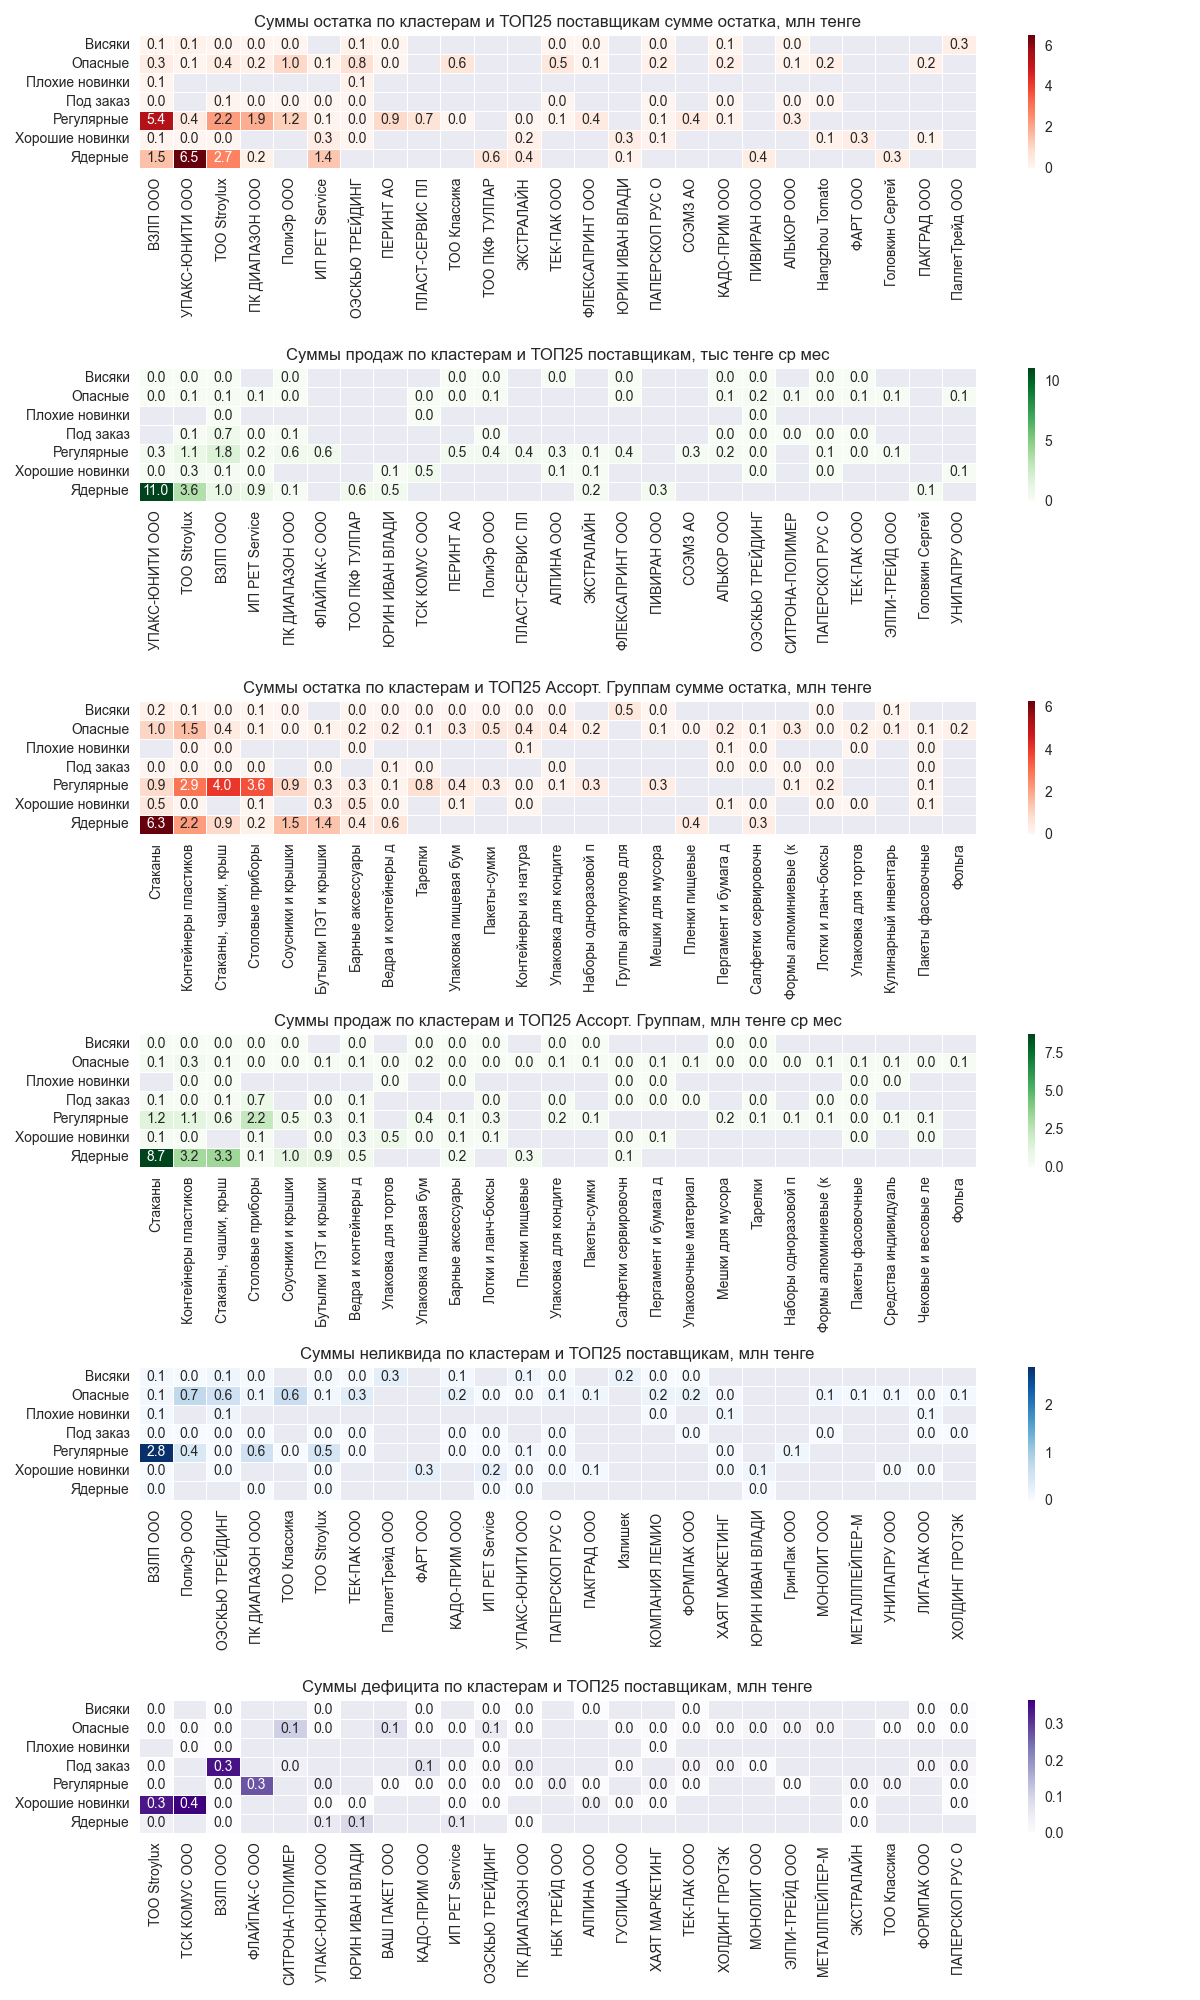 Суммы остатка по кластерам и ТОП25 поставщикам сумме остатка, млн тенге
Висяки 0.1 0.1 0.0 0.0 0.0 0.1 0.0 0.0 0.0 0.0 0.1 0.0 0.3
Опасные 0.3 0.1 0.4 0.2 1.0 0.1 0.8 0.0 0.6 0.5 0.1 0.2 0.2 0.1 0.2 0.2
Плохие новинки 0.1 0.1
Под заказ 0.0 0.1 0.0 0.0 0.0 0.0 0.0 0.0 0.0 0.0 0.0
Регулярные 5.4 0.4 2.2 1.9 1.2 0.1 0.0 0.9 0.7 0.0 0.0 0.1 0.4 0.1 0.4 0.1 0.3
Хорошие новинки 0.1 0.0 0.0 0.3 0.0 0.2 0.3 0.1 0.1 0.3 0.1
Ядерные 1.5 6.5 2.7 0.2 1.4 0.6 0.4 0.1 0.4 0.3
6
4
2
0
ВЗЛП ООО
УПАКС-ЮНИТИ ООО
ТОО Stroylux
ПК ДИАПАЗОН ООО
ПолиЭр ООО
ИП PET Service
ОЭСКЬЮ ТРЕЙДИНГ
ПЕРИНТ АО
ПЛАСТ-СЕРВИС ПЛ
ТОО Классика
ТОО ПКФ ТУЛПАР
ЭКСТРАЛАЙН
ТЕК-ПАК ООО
ФЛЕКСАПРИНТ ООО
ЮРИН ИВАН ВЛАДИ
ПАПЕРСКОП РУС О
СОЭМЗ АО
КАДО-ПРИМ ООО
ПИВИРАН ООО
АЛЬКОР ООО
Hangzhou Tomato
ФАРТ ООО
Головкин Сергей
ПАКГРАД ООО
ПаллетТрейд ООО
Суммы продаж по кластерам и ТОП25 поставщикам, тыс тенге ср мес
Висяки 0.0 0.0 0.0 0.0 0.0 0.0 0.0 0.0 0.0 0.0 0.0 0.0
Опасные 0.0 0.1 0.1 0.1 0.0 0.0 0.0 0.1 0.0 0.1 0.2 0.1 0.0 0.1 0.1 0.1
Плохие новинки 0.0 0.0 0.0
Под заказ 0.1 0.7 0.0 0.1 0.0 0.0 0.0 0.0 0.0 0.0
Регулярные 0.3 1.1 1.8 0.2 0.6 0.6 0.5 0.4 0.4 0.3 0.1 0.4 0.3 0.2 0.0 0.1 0.0 0.1
Хорошие новинки 0.0 0.3 0.1 0.0 0.1 0.5 0.1 0.1 0.0 0.0 0.1
Ядерные 11.0 3.6 1.0 0.9 0.1 0.6 0.5 0.2 0.3 0.1
10
5
0
УПАКС-ЮНИТИ ООО
ТОО Stroylux
ВЗЛП ООО
ИП PET Service
ПК ДИАПАЗОН ООО
ФЛАЙПАК-С ООО
ТОО ПКФ ТУЛПАР
ЮРИН ИВАН ВЛАДИ
ТСК КОМУС ООО
ПЕРИНТ АО
ПолиЭр ООО
ПЛАСТ-СЕРВИС ПЛ
АЛПИНА ООО
ЭКСТРАЛАЙН
ФЛЕКСАПРИНТ ООО
ПИВИРАН ООО
СОЭМЗ АО
АЛЬКОР ООО
ОЭСКЬЮ ТРЕЙДИНГ
СИТРОНА-ПОЛИМЕР
ПАПЕРСКОП РУС О
ТЕК-ПАК ООО
ЭЛПИ-ТРЕЙД ООО
Головкин Сергей
УНИПАПРУ ООО
Суммы остатка по кластерам и ТОП25 Ассорт. Группам сумме остатка, млн тенге
Висяки 0.2 0.1 0.0 0.1 0.0 0.0 0.0 0.0 0.0 0.0 0.0 0.0 0.5 0.0 0.0 0.1
Опасные 1.0 1.5 0.4 0.1 0.0 0.1 0.2 0.2 0.1 0.3 0.5 0.4 0.4 0.2 0.1 0.0 0.2 0.1 0.3 0.0 0.2 0.1 0.1 0.2
Плохие новинки 0.0 0.0 0.0 0.1 0.1 0.0 0.0 0.0
Под заказ 0.0 0.0 0.0 0.0 0.0 0.1 0.0 0.0 0.0 0.0 0.0 0.0 0.0
Регулярные 0.9 2.9 4.0 3.6 0.9 0.3 0.3 0.1 0.8 0.4 0.3 0.0 0.1 0.3 0.3 0.1 0.2 0.1
Хорошие новинки 0.5 0.0 0.1 0.3 0.5 0.0 0.1 0.0 0.1 0.0 0.0 0.0 0.1
Ядерные 6.3 2.2 0.9 0.2 1.5 1.4 0.4 0.6 0.4 0.3
6
4
2
0
Стаканы
Контейнеры пластиков
Стаканы, чашки, крыш
Столовые приборы
Соусники и крышки
Бутылки ПЭТ и крышки
Барные аксессуары
Ведра и контейнеры д
Тарелки
Упаковка пищевая бум
Пакеты-сумки
Контейнеры из натура
Упаковка для кондите
Наборы одноразовой п
Группы артикулов для
Мешки для мусора
Пленки пищевые
Пергамент и бумага д
Салфетки сервировочн
Формы алюминиевые (к
Лотки и ланч-боксы
Упаковка для тортов
Кулинарный инвентарь
Пакеты фасовочные
Фольга
Суммы продаж по кластерам и ТОП25 Ассорт. Группам, млн тенге ср мес
Висяки 0.0 0.0 0.0 0.0 0.0 0.0 0.0 0.0 0.0 0.0 0.0 0.0 0.0
Опасные 0.1 0.3 0.1 0.0 0.0 0.1 0.1 0.0 0.2 0.0 0.0 0.0 0.1 0.1 0.0 0.1 0.1 0.0 0.0 0.0 0.1 0.1 0.1 0.0 0.1
Плохие новинки 0.0 0.0 0.0 0.0 0.0 0.0 0.0 0.0
Под заказ 0.1 0.0 0.1 0.7 0.0 0.1 0.0 0.0 0.0 0.0 0.0 0.0 0.0
Регулярные 1.2 1.1 0.6 2.2 0.5 0.3 0.1 0.4 0.1 0.3 0.2 0.1 0.2 0.1 0.1 0.1 0.0 0.1 0.1
Хорошие новинки 0.1 0.0 0.1 0.0 0.3 0.5 0.0 0.1 0.1 0.0 0.1 0.0 0.0
Ядерные 8.7 3.2 3.3 0.1 1.0 0.9 0.5 0.2 0.3 0.1
7.5
5.0
2.5
0.0
Стаканы
Контейнеры пластиков
Стаканы, чашки, крыш
Столовые приборы
Соусники и крышки
Бутылки ПЭТ и крышки
Ведра и контейнеры д
Упаковка для тортов
Упаковка пищевая бум
Барные аксессуары
Лотки и ланч-боксы
Пленки пищевые
Упаковка для кондите
Пакеты-сумки
Салфетки сервировочн
Пергамент и бумага д
Упаковочные материал
Мешки для мусора
Тарелки
Наборы одноразовой п
Формы алюминиевые (к
Пакеты фасовочные
Средства индивидуаль
Чековые и весовые ле
Фольга
Суммы неликвида по кластерам и ТОП25 поставщикам, млн тенге
Висяки 0.1 0.0 0.1 0.0 0.0 0.0 0.3 0.1 0.1 0.0 0.2 0.0 0.0
Опасные 0.1 0.7 0.6 0.1 0.6 0.1 0.3 0.2 0.0 0.0 0.1 0.1 0.2 0.2 0.0 0.1 0.1 0.1 0.0 0.1
Плохие новинки 0.1 0.1 0.0 0.1 0.1
Под заказ 0.0 0.0 0.0 0.0 0.0 0.0 0.0 0.0 0.0 0.0 0.0 0.0
Регулярные 2.8 0.4 0.0 0.6 0.0 0.5 0.0 0.0 0.0 0.1 0.0 0.0 0.1
Хорошие новинки 0.0 0.0 0.0 0.3 0.2 0.0 0.0 0.1 0.0 0.1 0.0 0.0
Ядерные 0.0 0.0 0.0 0.0 0.0 0.0
2
1
0
ВЗЛП ООО
ПолиЭр ООО
ОЭСКЬЮ ТРЕЙДИНГ
ПК ДИАПАЗОН ООО
ТОО Классика
ТОО Stroylux
ТЕК-ПАК ООО
ПаллетТрейд ООО
ФАРТ ООО
КАДО-ПРИМ ООО
ИП PET Service
УПАКС-ЮНИТИ ООО
ПАПЕРСКОП РУС О
ПАКГРАД ООО
Излишек
КОМПАНИЯ ЛЕМИО
ФОРМПАК ООО
ХАЯТ МАРКЕТИНГ
ЮРИН ИВАН ВЛАДИ
ГринПак ООО
МОНОЛИТ ООО
МЕТАЛЛПЕЙПЕР-М
УНИПАПРУ ООО
ЛИГА-ПАК ООО
ХОЛДИНГ ПРОТЭК
Суммы дефицита по кластерам и ТОП25 поставщикам, млн тенге
Висяки 0.0 0.0 0.0 0.0 0.0 0.0 0.0 0.0 0.0
Опасные 0.0 0.0 0.0 0.1 0.0 0.1 0.0 0.0 0.1 0.0 0.0 0.0 0.0 0.0 0.0 0.0 0.0 0.0 0.0 0.0
Плохие новинки 0.0 0.0 0.0 0.0
Под заказ 0.0 0.3 0.0 0.1 0.0 0.0 0.0 0.0 0.0 0.0 0.0 0.0 0.0
Регулярные 0.0 0.0 0.3 0.0 0.0 0.0 0.0 0.0 0.0 0.0 0.0 0.0 0.0 0.0 0.0 0.0 0.0
Хорошие новинки 0.3 0.4 0.0 0.0 0.0 0.0 0.0 0.0 0.0 0.0 0.0 0.0
Ядерные 0.0 0.0 0.1 0.1 0.1 0.0 0.0
0.3
0.2
0.1
0.0
ТОО Stroylux
ТСК КОМУС ООО
ВЗЛП ООО
ФЛАЙПАК-С ООО
СИТРОНА-ПОЛИМЕР
УПАКС-ЮНИТИ ООО
ЮРИН ИВАН ВЛАДИ
ВАШ ПАКЕТ ООО
КАДО-ПРИМ ООО
ИП PET Service
ОЭСКЬЮ ТРЕЙДИНГ
ПК ДИАПАЗОН ООО
НБК ТРЕЙД ООО
АЛПИНА ООО
ГУСЛИЦА ООО
ХАЯТ МАРКЕТИНГ
ТЕК-ПАК ООО
ХОЛДИНГ ПРОТЭК
МОНОЛИТ ООО
ЭЛПИ-ТРЕЙД ООО
МЕТАЛЛПЕЙПЕР-М
ЭКСТРАЛАЙН
ТОО Классика
ФОРМПАК ООО
ПАПЕРСКОП РУС О